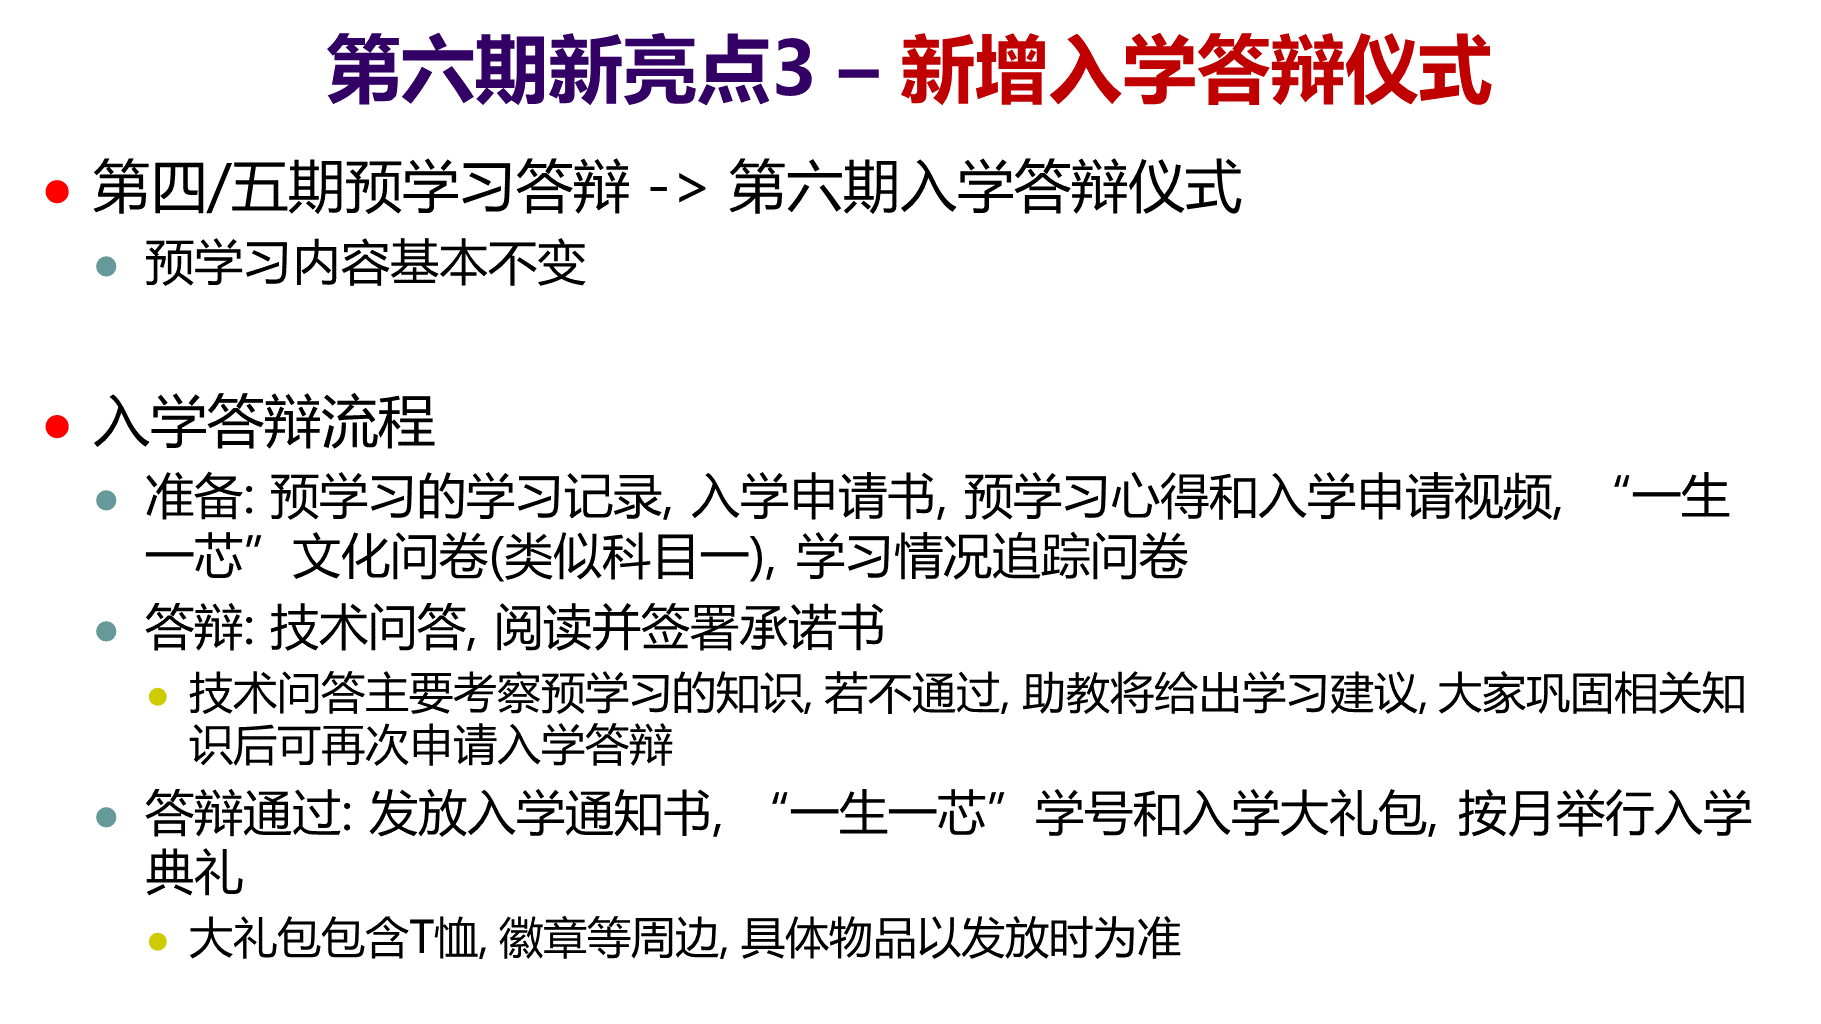 第六期新亮点3 – 新增入学答辩仪式
第四/五期预学习答辩 -> 第六期入学答辩仪式
预学习内容基本不变
入学答辩流程
准备: 预学习的学习记录, 入学申请书, 预学习心得和入学申请视频, “一生
一芯”文化问卷(类似科目一), 学习情况追踪问卷
答辩: 技术问答, 阅读并签署承诺书
技术问答主要考察预学习的知识, 若不通过, 助教将给出学习建议, 大家巩固相关知
识后可再次申请入学答辩
答辩通过: 发放入学通知书, “一生一芯”学号和入学大礼包, 按月举行入学
典礼
大礼包包含T恤, 徽章等周边, 具体物品以发放时为准